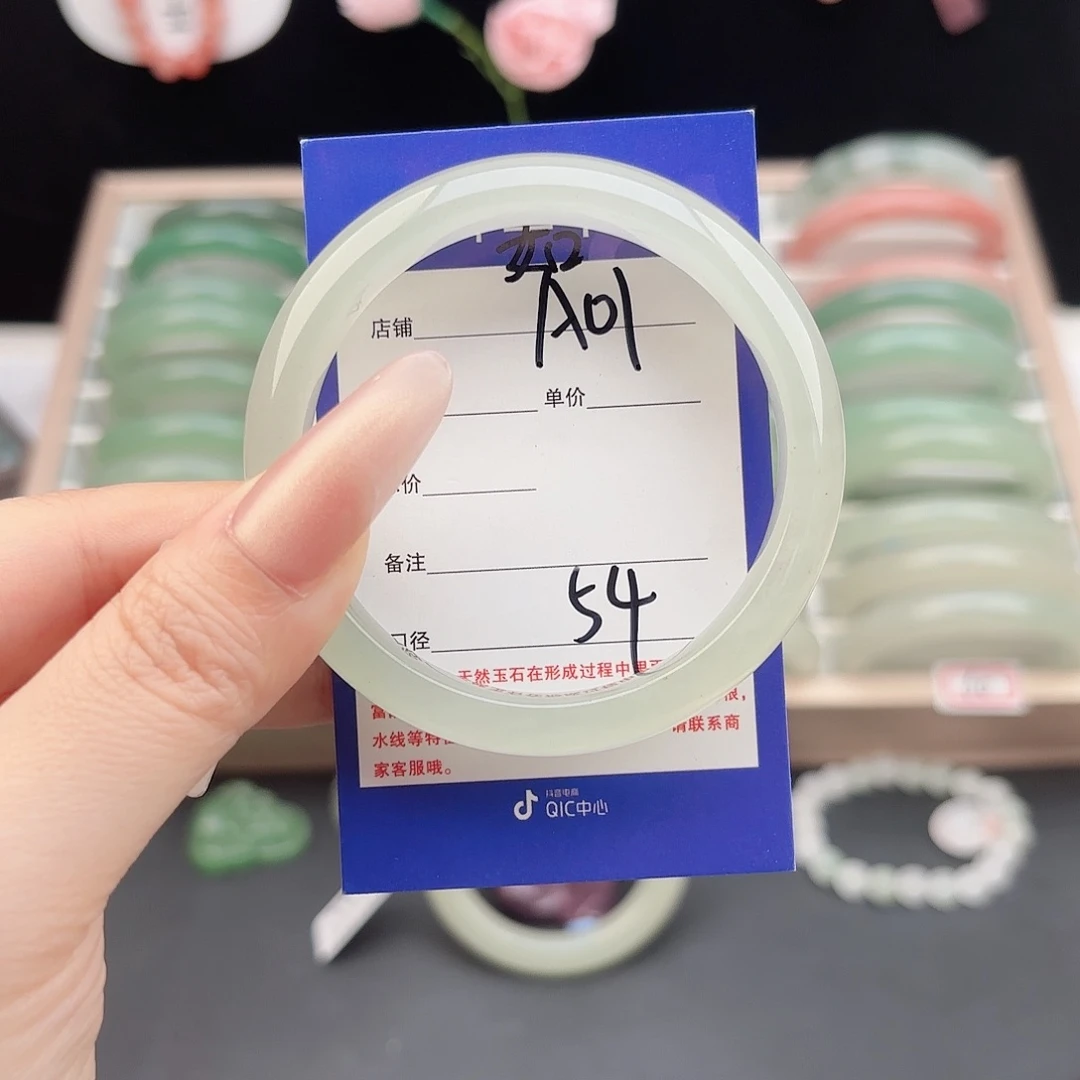 如
A01
店铺
单价
价
备注
54
口径
天然玉石在形成过程中
水线等特 请联系商
家客服哦。
抖音电商
QIC中心